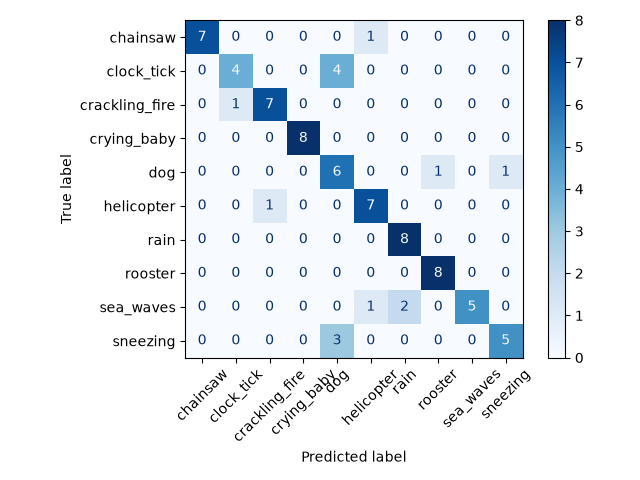 chainsaw 7 0 0 0 0 1 0 0 0 0
clock_tick 0 4 0 0 4 0 0 0 0 0
crackling_fire 0 1 7 0 0 0 0 0 0 0
crying_baby 0 0 0 8 0 0 0 0 0 0
dog 0 0 0 0 6 0 0 1 0 1
helicopter 0 0 1 0 0 7 0 0 0 0
rain 0 0 0 0 0 0 8 0 0 0
rooster 0 0 0 0 0 0 0 8 0 0
sea_waves 0 0 0 0 0 1 2 0 5 0
sneezing 0 0 0 0 3 0 0 0 0 5
True label
chainsaw
clock_tick
crackling_fire
crying_baby
dog
helicopter
rain
rooster
sea_waves
sneezing
Predicted label
8
7
6
5
4
3
2
1
0